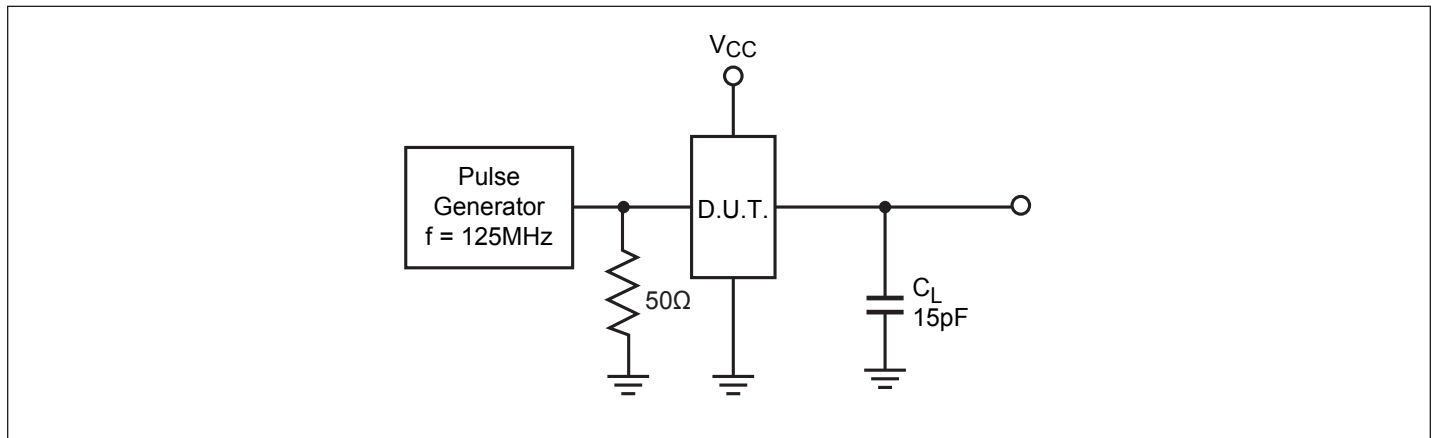 VCC
Pulse
Generator
f = 125MHz
D.U.T.
50Ω
CL
15pF